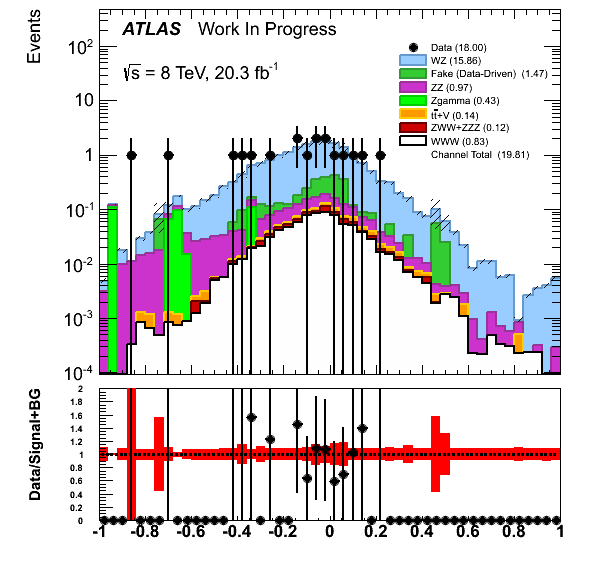 Events
ATLAS Work In Progress
√s = 8 TeV, 20.3 fb⁻¹
Data (18.00)
WZ (15.86)
Fake (Data-Driven) (1.47)
ZZ (0.97)
Zgamma (0.43)
tt̄+V (0.14)
ZWW+ZZZ (0.12)
WWW (0.83)
Channel Total (19.81)
10²
10
1
10⁻¹
10⁻²
10⁻³
10⁻⁴
Data/Signal+BG
2
1.8
1.6
1.4
1.2
1
0.8
0.6
0.4
0.2
0
-1 -0.8 -0.6 -0.4 -0.2 0 0.2 0.4 0.6 0.8 1